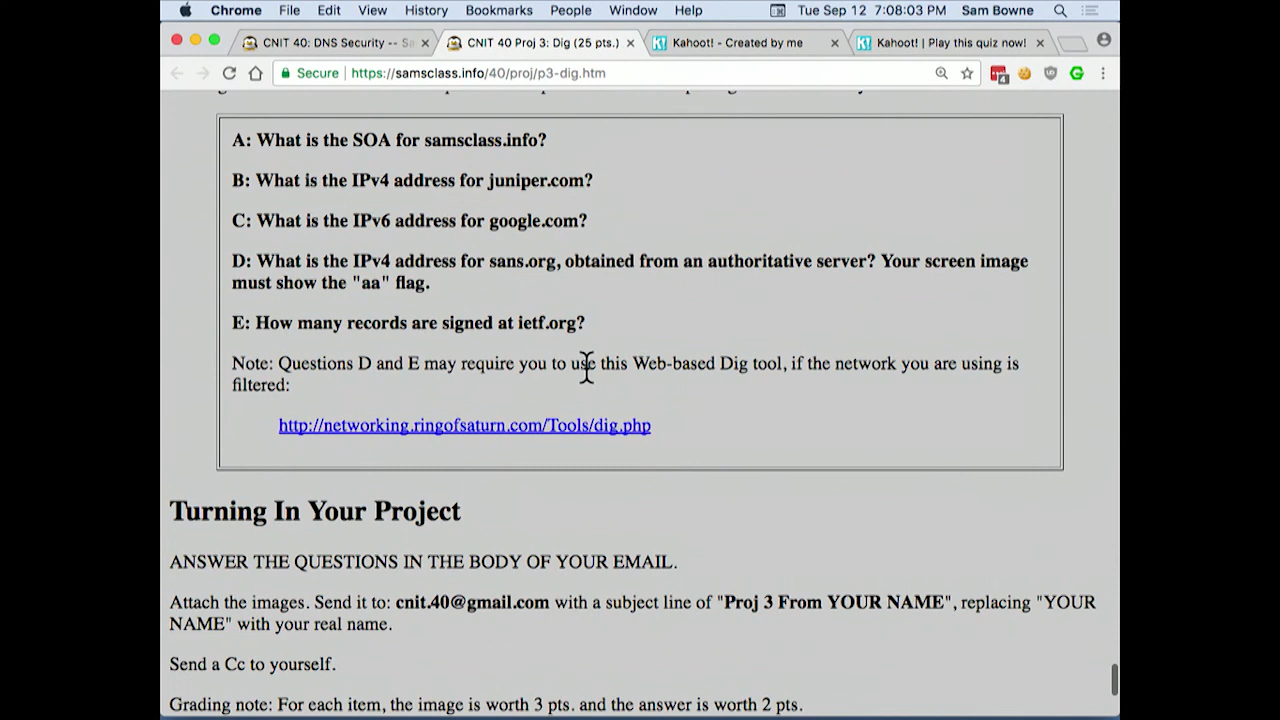 Chrome File Edit View History Bookmarks People Window Help Tue Sep 12 7:08:03 PM Sam Bowne
CNIT 40: DNS Security -- Sa CNIT 40 Proj 3: Dig (25 pts.) Kahoot! - Created by me Kahoot! | Play this quiz now!
Secure https://samsclass.info/40/proj/p3-dig.htm
A: What is the SOA for samsclass.info?
B: What is the IPv4 address for juniper.com?
C: What is the IPv6 address for google.com?
D: What is the IPv4 address for sans.org, obtained from an authoritative server? Your screen image
must show the "aa" flag.
E: How many records are signed at ietf.org?
Note: Questions D and E may require you to use this Web-based Dig tool, if the network you are using is
filtered:
http://networking.ringofsaturn.com/Tools/dig.php
Turning In Your Project
ANSWER THE QUESTIONS IN THE BODY OF YOUR EMAIL.
Attach the images. Send it to: cnit.40@gmail.com with a subject line of "Proj 3 From YOUR NAME", replacing "YOUR
NAME" with your real name.
Send a Cc to yourself.
Grading note: For each item, the image is worth 3 pts. and the answer is worth 2 pts.